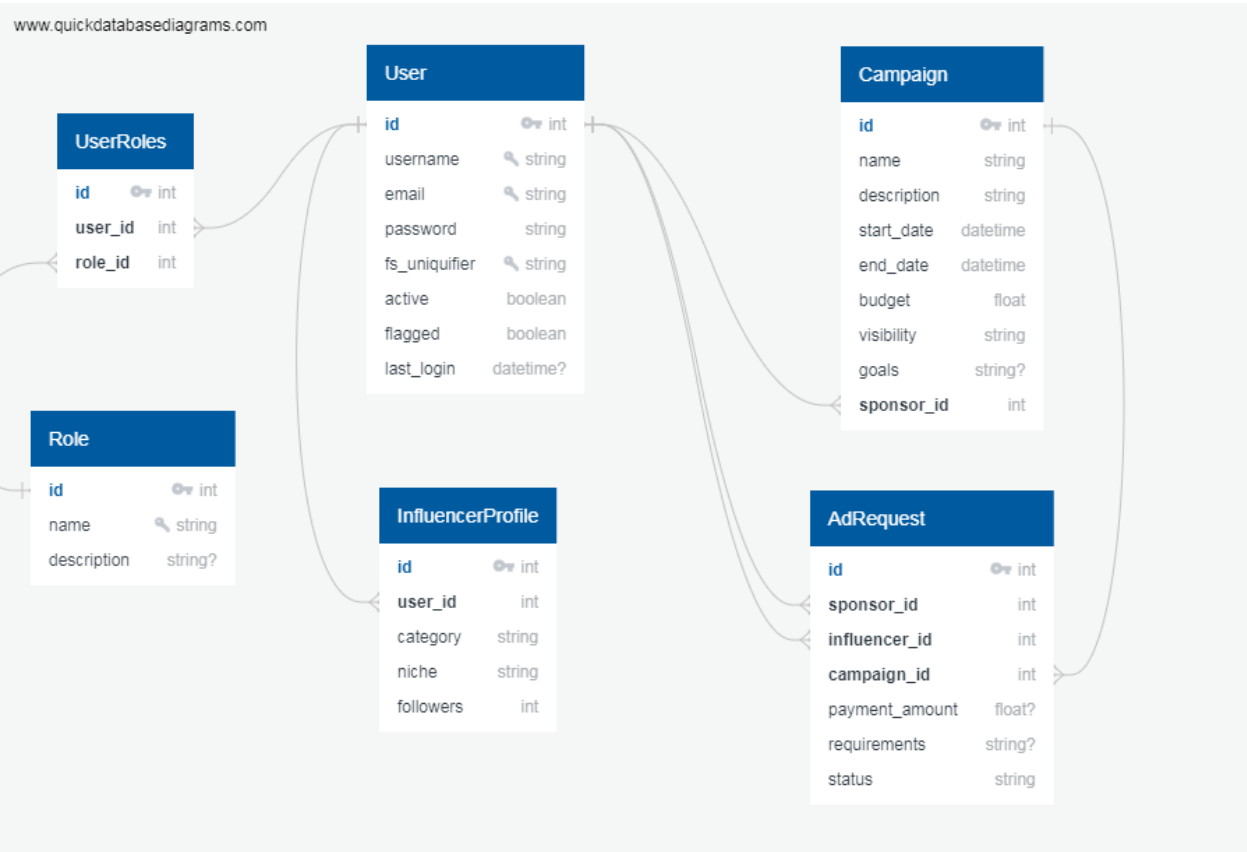 www.quickdatabasediagrams.com
UserRoles
id int
user_id int
role_id int
User
id int
username string
email string
password string
fs_uniquifier string
active boolean
flagged boolean
last_login datetime?
Campaign
id int
name string
description string
start_date datetime
end_date datetime
budget float
visibility string
goals string?
sponsor_id int
Role
id int
name string
description string?
InfluencerProfile
id int
user_id int
category string
niche string
followers int
AdRequest
id int
sponsor_id int
influencer_id int
campaign_id int
payment_amount float?
requirements string?
status string